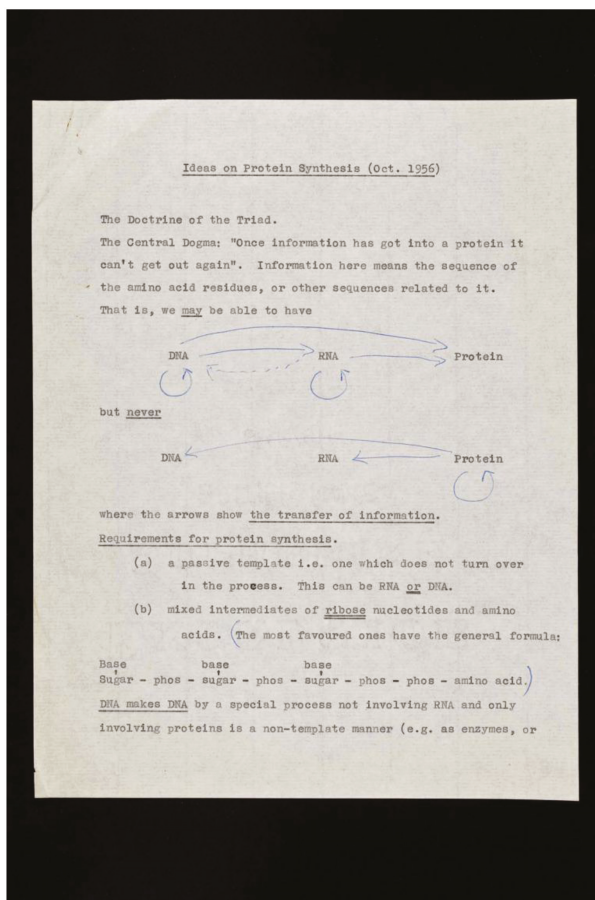 Ideas on Protein Synthesis (Oct. 1956)
The Doctrine of the Triad.
The Central Dogma: "Once information has got into a protein it
can't get out again". Information here means the sequence of
the amino acid residues, or other sequences related to it.
That is, we may be able to have
DNA RNA Protein
but never
DNA RNA Protein
where the arrows show the transfer of information.
Requirements for protein synthesis.
(a) a passive template i.e. one which does not turn over
in the process. This can be RNA or DNA.
(b) mixed intermediates of ribose nucleotides and amino
acids. (The most favoured ones have the general formula:
Base base base
Sugar - phos - sugar - phos - sugar - phos - phos - amino acid.)
DNA makes DNA by a special process not involving RNA and only
involving proteins is a non-template manner (e.g. as enzymes, or